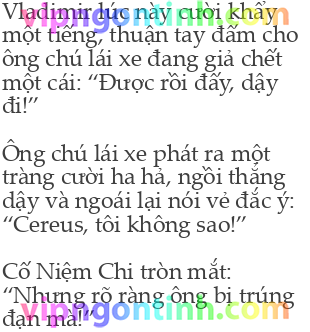 Vladimir lúc này cười khẩy
một tiếng, thuận tay đấm cho
ông chú lái xe đang giả chết
một cái: “Được rồi đấy, dậy
đi!”
Ông chú lái xe phát ra một
tràng cười ha hả, ngồi thẳng
dậy và ngoái lại nói vẻ đắc ý:
“Cereus, tôi không sao!”
Cố Niệm Chi tròn mắt:
“Nhưng rõ ràng ông bị trúng
đạn mà!”
vipngontinh.com
vipngontinh.com